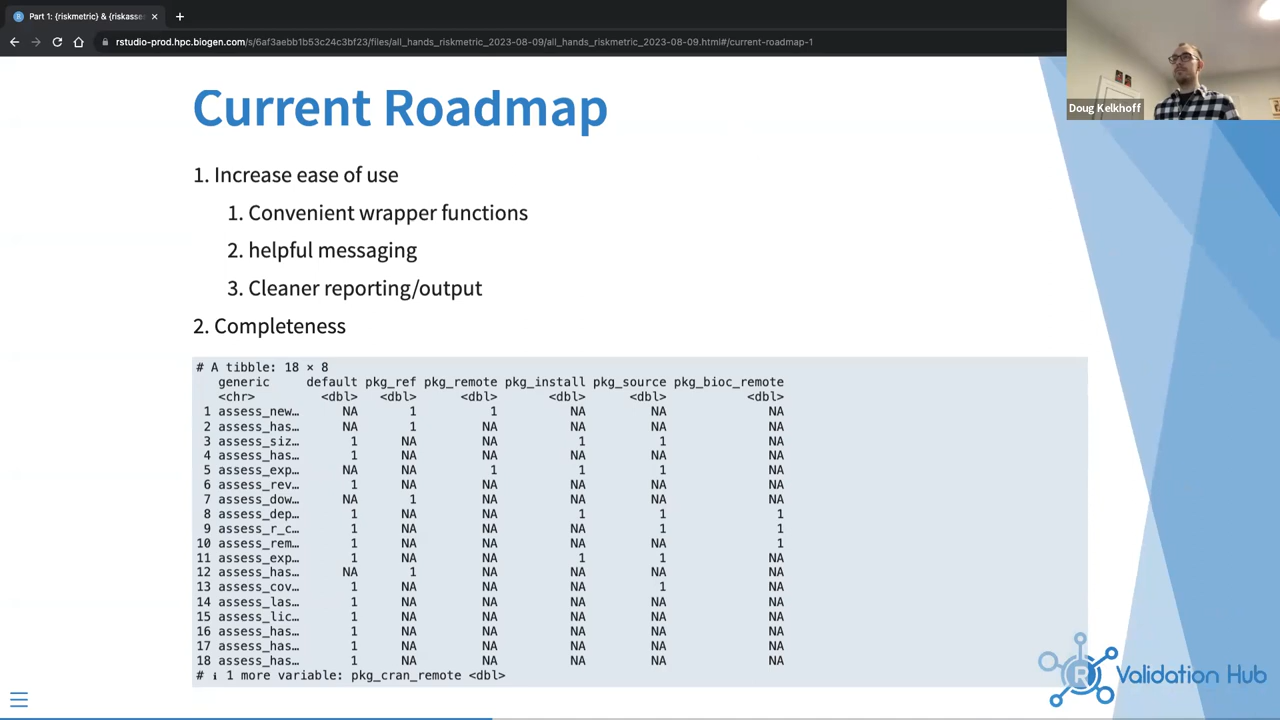 Part 1: {riskmetric} & {riskasse
rstudio-prod.hpc.biogen.com/s/6af3aebb1b53c24c3bf23/files/all_hands_riskmetric_2023-08-09/all_hands_riskmetric_2023-08-09.html#/current-roadmap-1
Doug Kelkhoff
Current Roadmap
1. Increase ease of use
1. Convenient wrapper functions
2. helpful messaging
3. Cleaner reporting/output
2. Completeness
# A tibble: 18 × 8
generic default pkg_ref pkg_remote pkg_install pkg_source pkg_bioc_remote
<chr> <dbl> <dbl> <dbl> <dbl> <dbl> <dbl>
1 assess_new… NA 1 1 NA NA NA
2 assess_has… NA 1 NA NA NA NA
3 assess_siz… 1 NA NA 1 1 NA
4 assess_has… 1 NA NA NA NA NA
5 assess_exp… NA NA 1 1 1 NA
6 assess_rev… 1 NA NA NA NA NA
7 assess_dow… NA 1 NA NA NA NA
8 assess_dep… 1 NA NA 1 1 1
9 assess_r_c… 1 NA NA NA 1 1
10 assess_rem… 1 NA NA NA NA 1
11 assess_exp… 1 NA NA 1 1 NA
12 assess_has… NA 1 NA NA NA NA
13 assess_cov… 1 NA NA NA 1 NA
14 assess_las… 1 NA NA NA NA NA
15 assess_lic… 1 NA NA NA NA NA
16 assess_has… 1 NA NA NA NA NA
17 assess_has… 1 NA NA NA NA NA
18 assess_has… 1 NA NA NA NA NA
# ℹ 1 more variable: pkg_cran_remote <dbl>
R Validation Hub